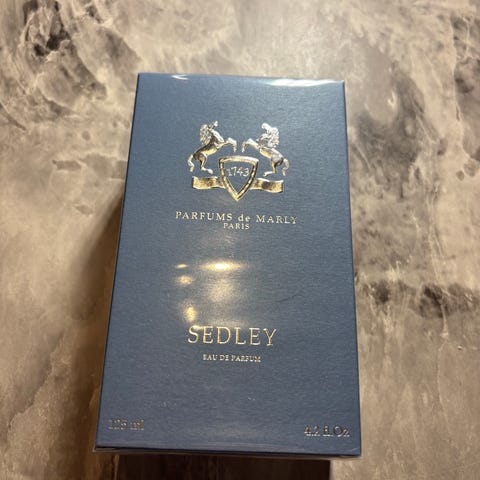 1743
PARFUMS de MARLY
PARIS
SEDLEY
EAU DE PARFUM
125 ml
4.2 fl.Oz